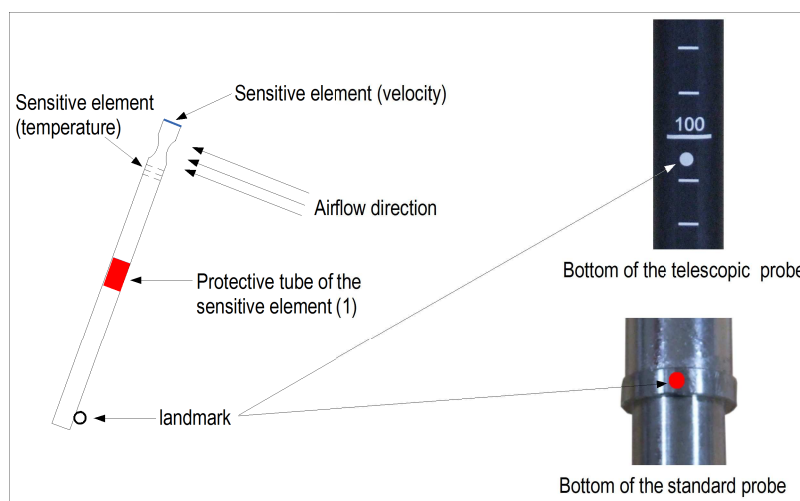 Sensitive element (velocity)
Sensitive element
(temperature)
100
Airflow direction
Bottom of the telescopic probe
Protective tube of the
sensitive element (1)
landmark
Bottom of the standard probe